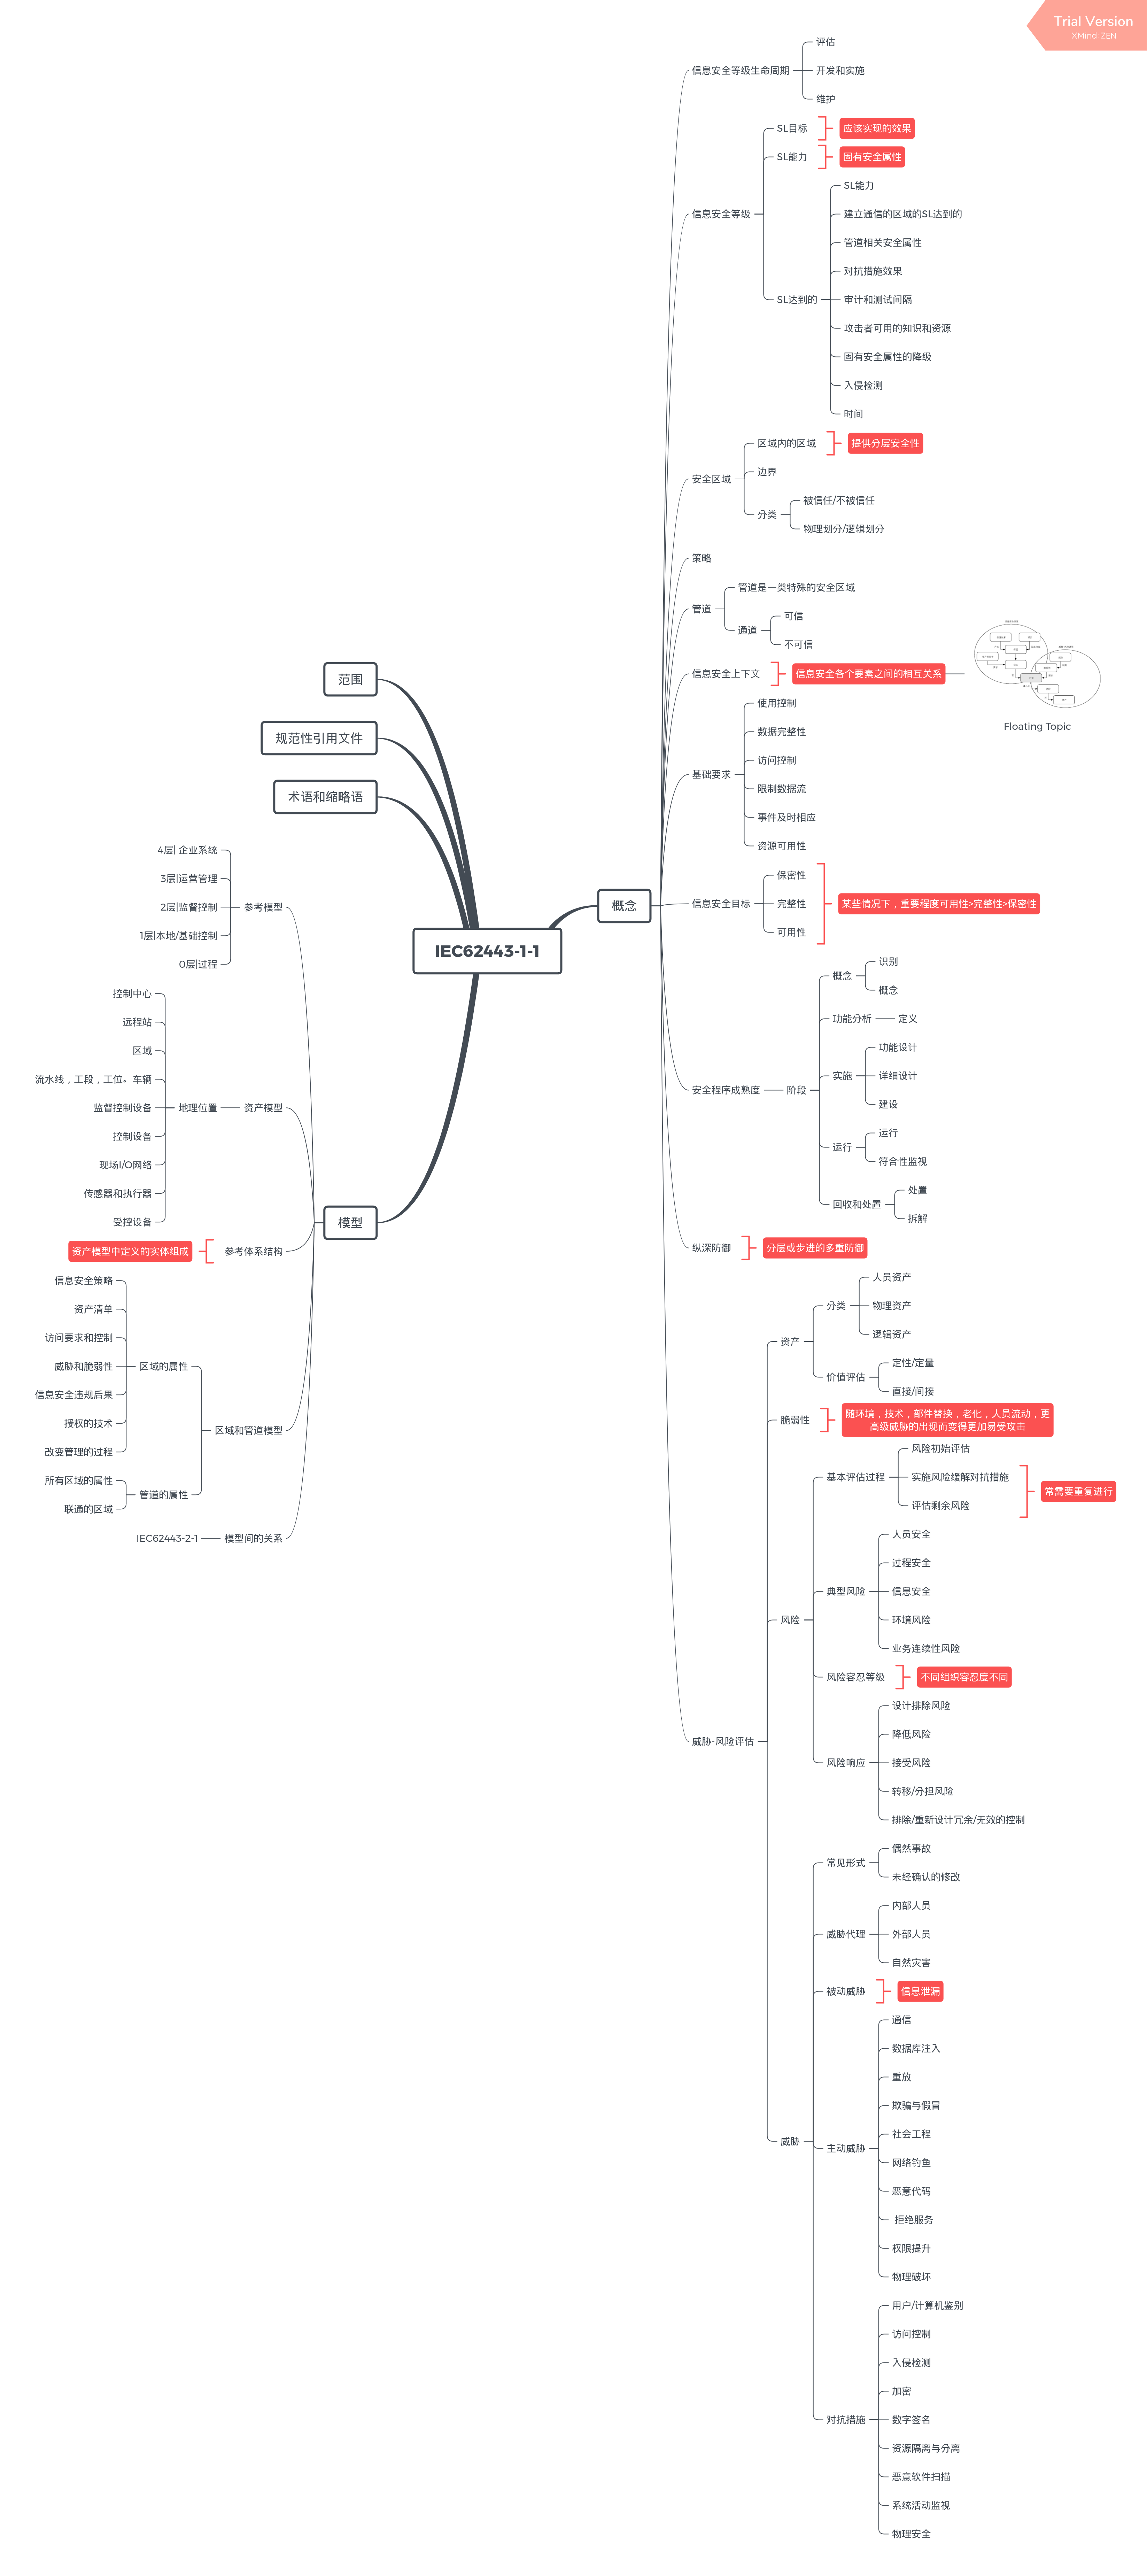 Trial Version
XMind:ZEN
IEC62443-1-1
概念
信息安全等级生命周期
评估
开发和实施
维护
信息安全等级
SL目标
应该实现的效果
SL能力
固有安全属性
SL达到的
SL能力
建立通信的区域的SL达到的
管道相关安全属性
对抗措施效果
审计和测试间隔
攻击者可用的知识和资源
固有安全属性的降级
入侵检测
时间
安全区域
区域内的区域
提供分层安全性
边界
分类
被信任/不被信任
物理划分/逻辑划分
策略
管道
管道是一类特殊的安全区域
通道
可信
不可信
信息安全上下文
信息安全各个要素之间的相互关系
Floating Topic
基础要求
使用控制
数据完整性
访问控制
限制数据流
事件及时相应
资源可用性
信息安全目标
保密性
完整性
可用性
某些情况下，重要程度可用性>完整性>保密性
安全程序成熟度
阶段
概念
识别
概念
功能分析
定义
实施
功能设计
详细设计
建设
运行
运行
符合性监视
回收和处置
处置
拆解
纵深防御
分层或步进的多重防御
威胁-风险评估
资产
分类
人员资产
物理资产
逻辑资产
价值评估
定性/定量
直接/间接
脆弱性
随环境，技术，部件替换，老化，人员流动，更
高级威胁的出现而变得更加易受攻击
风险
基本评估过程
风险初始评估
实施风险缓解对抗措施
评估剩余风险
常需要重复进行
典型风险
人员安全
过程安全
信息安全
环境风险
业务连续性风险
风险容忍等级
不同组织容忍度不同
风险响应
设计排除风险
降低风险
接受风险
转移/分担风险
排除/重新设计冗余/无效的控制
威胁
常见形式
偶然事故
未经确认的修改
威胁代理
内部人员
外部人员
自然灾害
被动威胁
信息泄漏
主动威胁
通信
数据库注入
重放
欺骗与假冒
社会工程
网络钓鱼
恶意代码
拒绝服务
权限提升
物理破坏
对抗措施
用户/计算机鉴别
访问控制
入侵检测
加密
数字签名
资源隔离与分离
恶意软件扫描
系统活动监视
物理安全
范围
规范性引用文件
术语和缩略语
模型
参考模型
4层| 企业系统
3层|运营管理
2层|监督控制
1层|本地/基础控制
0层|过程
资产模型
地理位置
控制中心
远程站
区域
流水线，工段，工位。车辆
监督控制设备
控制设备
现场I/O网络
传感器和执行器
受控设备
参考体系结构
资产模型中定义的实体组成
区域和管道模型
区域的属性
信息安全策略
资产清单
访问要求和控制
威胁和脆弱性
信息安全违规后果
授权的技术
改变管理的过程
管道的属性
所有区域的属性
联通的区域
模型间的关系
IEC62443-2-1